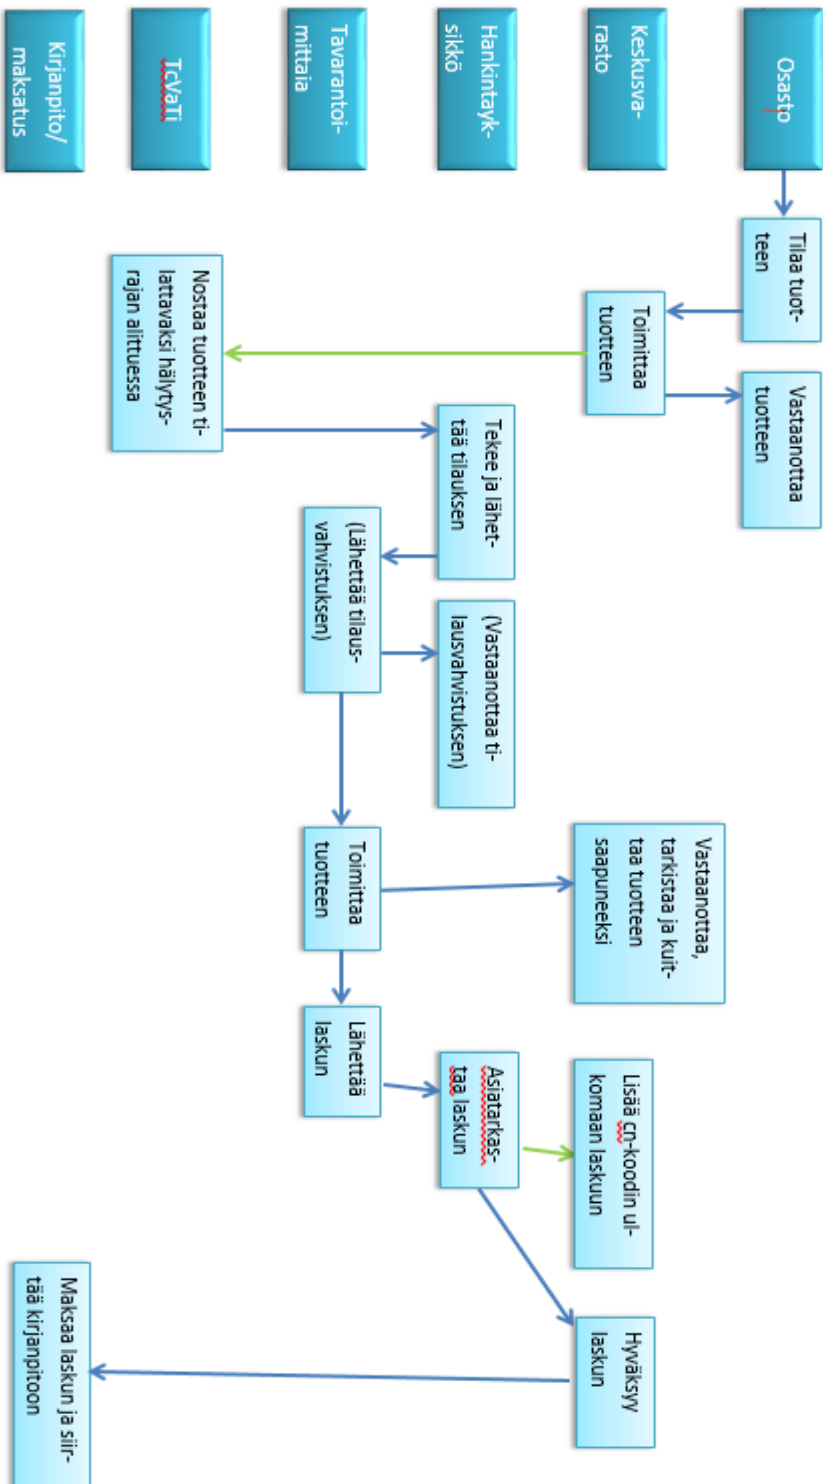 Osasto
Tilaa tuot-
teen
Vastaanottaa
tuotteen
Keskusva-
rasto
Toimittaa
tuotteen
Vastaanottaa,
tarkistaa ja kuit-
taa tuotteen
saapuneeksi
Lisää cn-koodin ul-
komaan laskuun
Hyväksyy
laskun
Hankintayk-
sikkö
Tekee ja lähet-
tää tilauksen
(Vastaanottaa ti-
lausvahvistuksen)
Asiatarkas-
taa laskun
Tavarantoi-
mittaja
(Lähettää tilaus-
vahvistuksen)
Toimittaa
tuotteen
Lähettää
laskun
TcVaTi
Nostaa tuotteen ti-
lattavaksi hälytys-
rajan alittuessa
Kirjanpito/
maksatus
Maksaa laskun ja siir-
tää kirjanpitoon